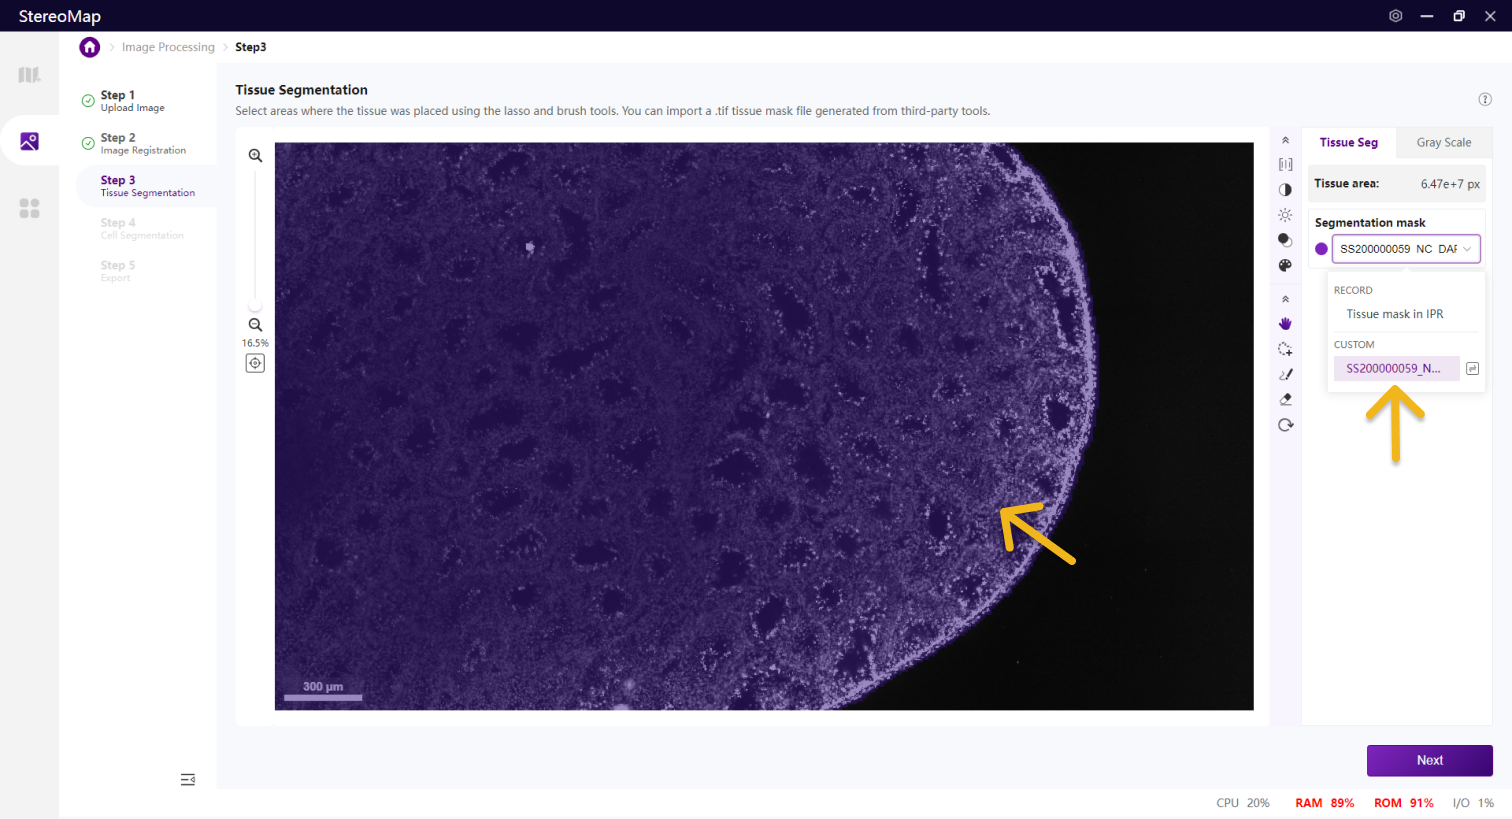 StereoMap
Image Processing
Step3
Step 1
Upload Image
Step 2
Image Registration
Step 3
Tissue Segmentation
Step 4
Cell Segmentation
Step 5
Export
Tissue Segmentation
Select areas where the tissue was placed using the lasso and brush tools. You can import a .tif tissue mask file generated from third-party tools.
16.5%
300 μm
Tissue Seg
Gray Scale
Tissue area: 6.47e+7 px
Segmentation mask
SS200000059_NC_DAP
RECORD
Tissue mask in IPR
CUSTOM
SS200000059_N...
Next
CPU 20% RAM 89% ROM 91% I/O 1%